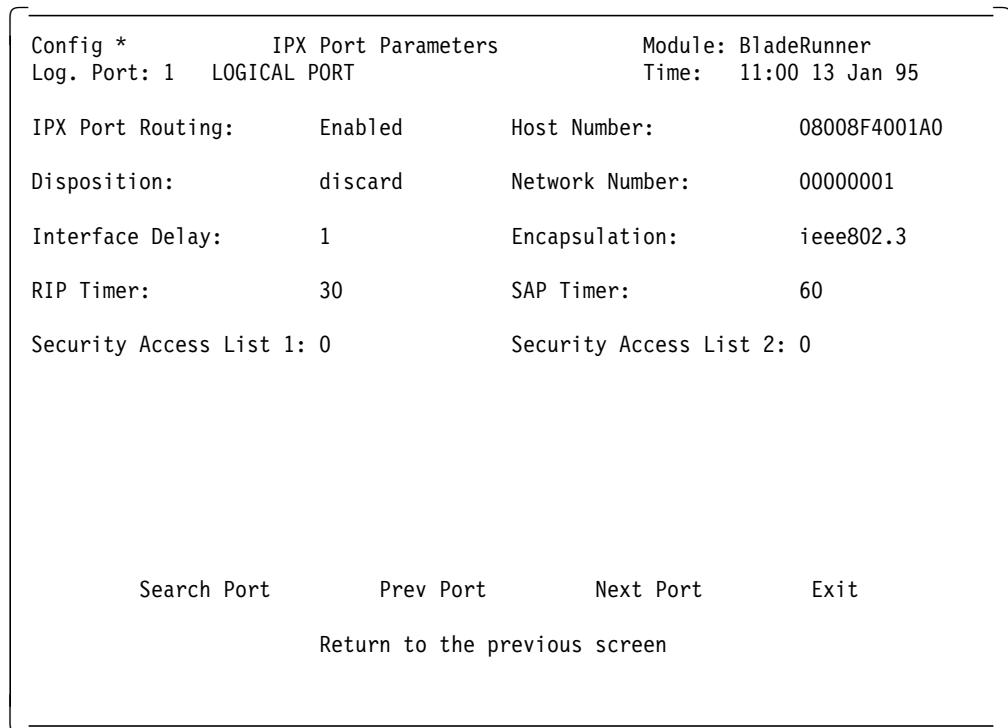 Config *               IPX Port Parameters               Module: BladeRunner
Log. Port: 1   LOGICAL PORT                              Time:   11:00 13 Jan 95
IPX Port Routing:       Enabled         Host Number:            08008F4001A0
Disposition:            discard         Network Number:         00000001
Interface Delay:        1               Encapsulation:          ieee802.3
RIP Timer:              30              SAP Timer:              60
Security Access List 1: 0               Security Access List 2: 0
Search Port         Prev Port         Next Port         Exit
Return to the previous screen